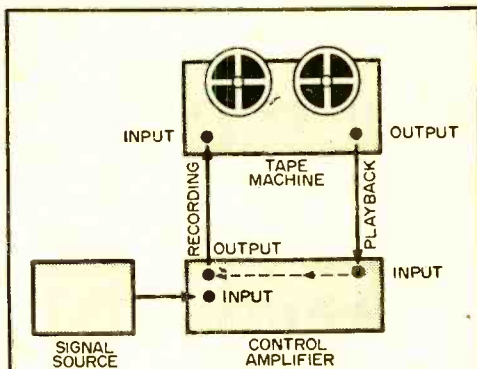 INPUT
OUTPUT
TAPE
MACHINE
RECORDING
PLAYBACK
OUTPUT
INPUT
INPUT
SIGNAL
SOURCE
CONTROL
AMPLIFIER